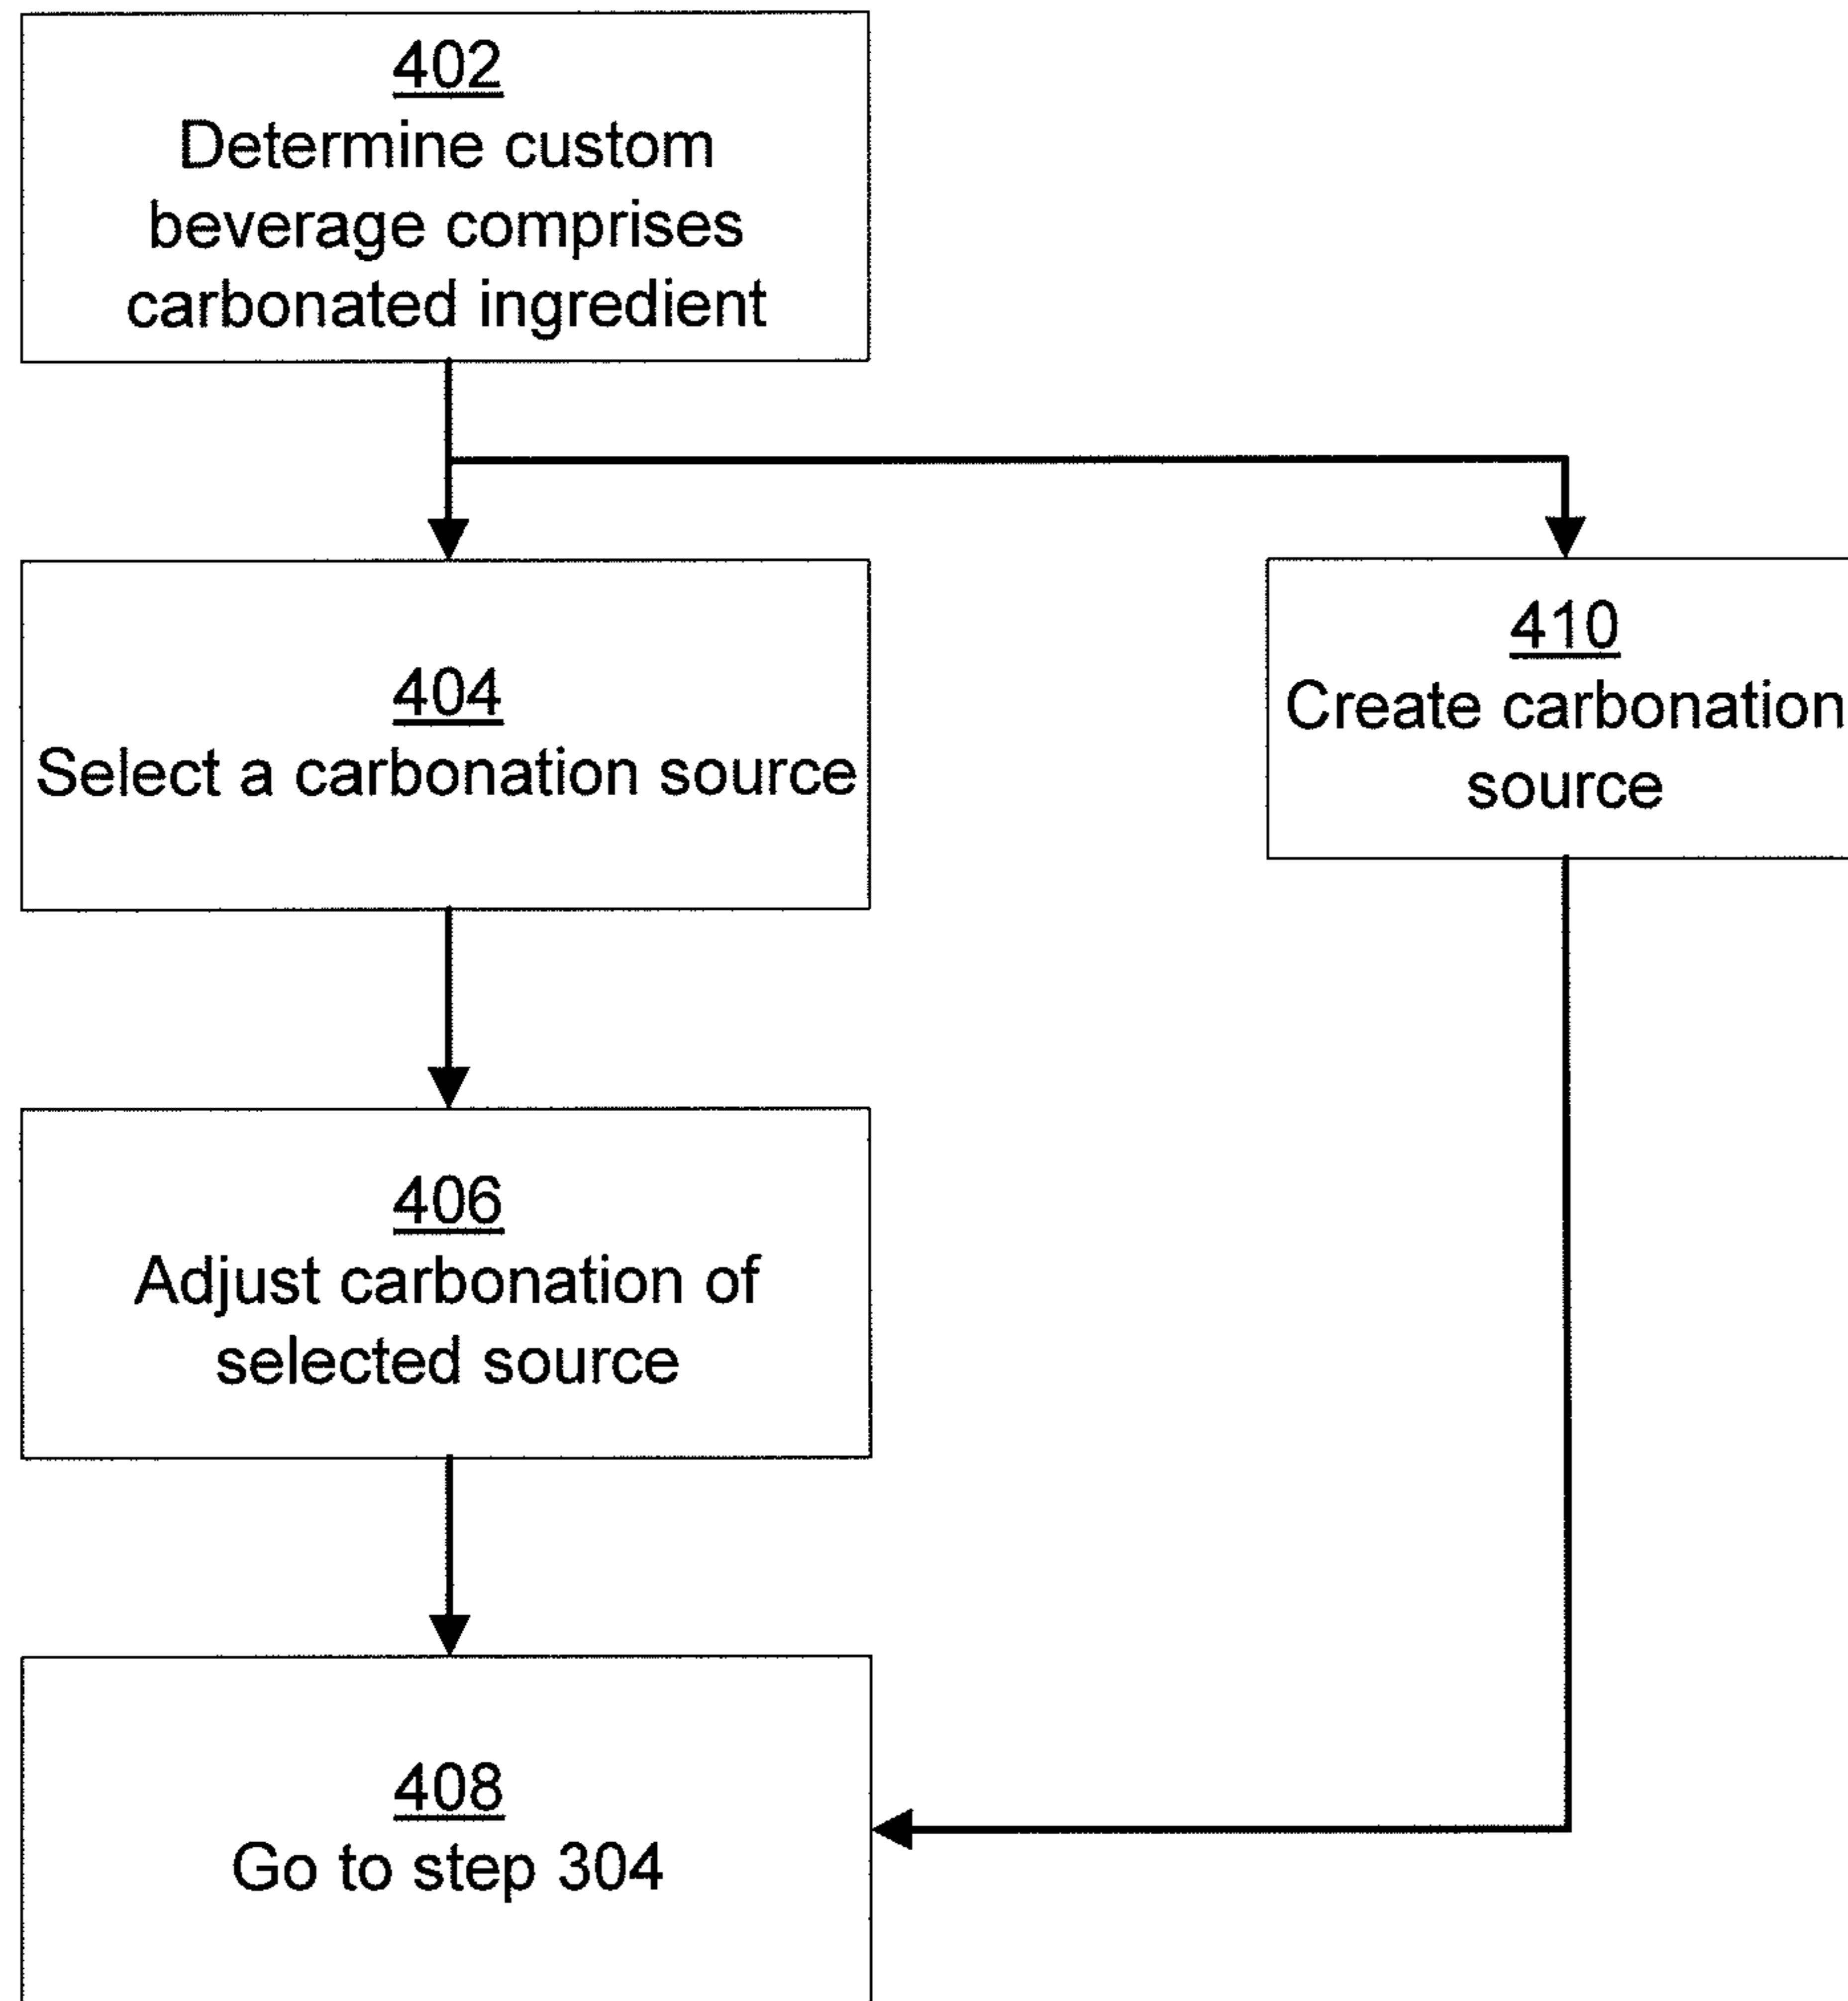 402
Determine custom
beverage comprises
carbonated ingredient
404
Select a carbonation source
410
Create carbonation
source
406
Adjust carbonation of
selected source
408
Go to step 304